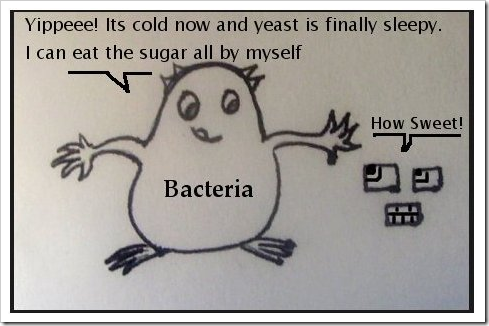 Yippeee! Its cold now and yeast is finally sleepy.
I can eat the sugar all by myself
How Sweet!
Bacteria